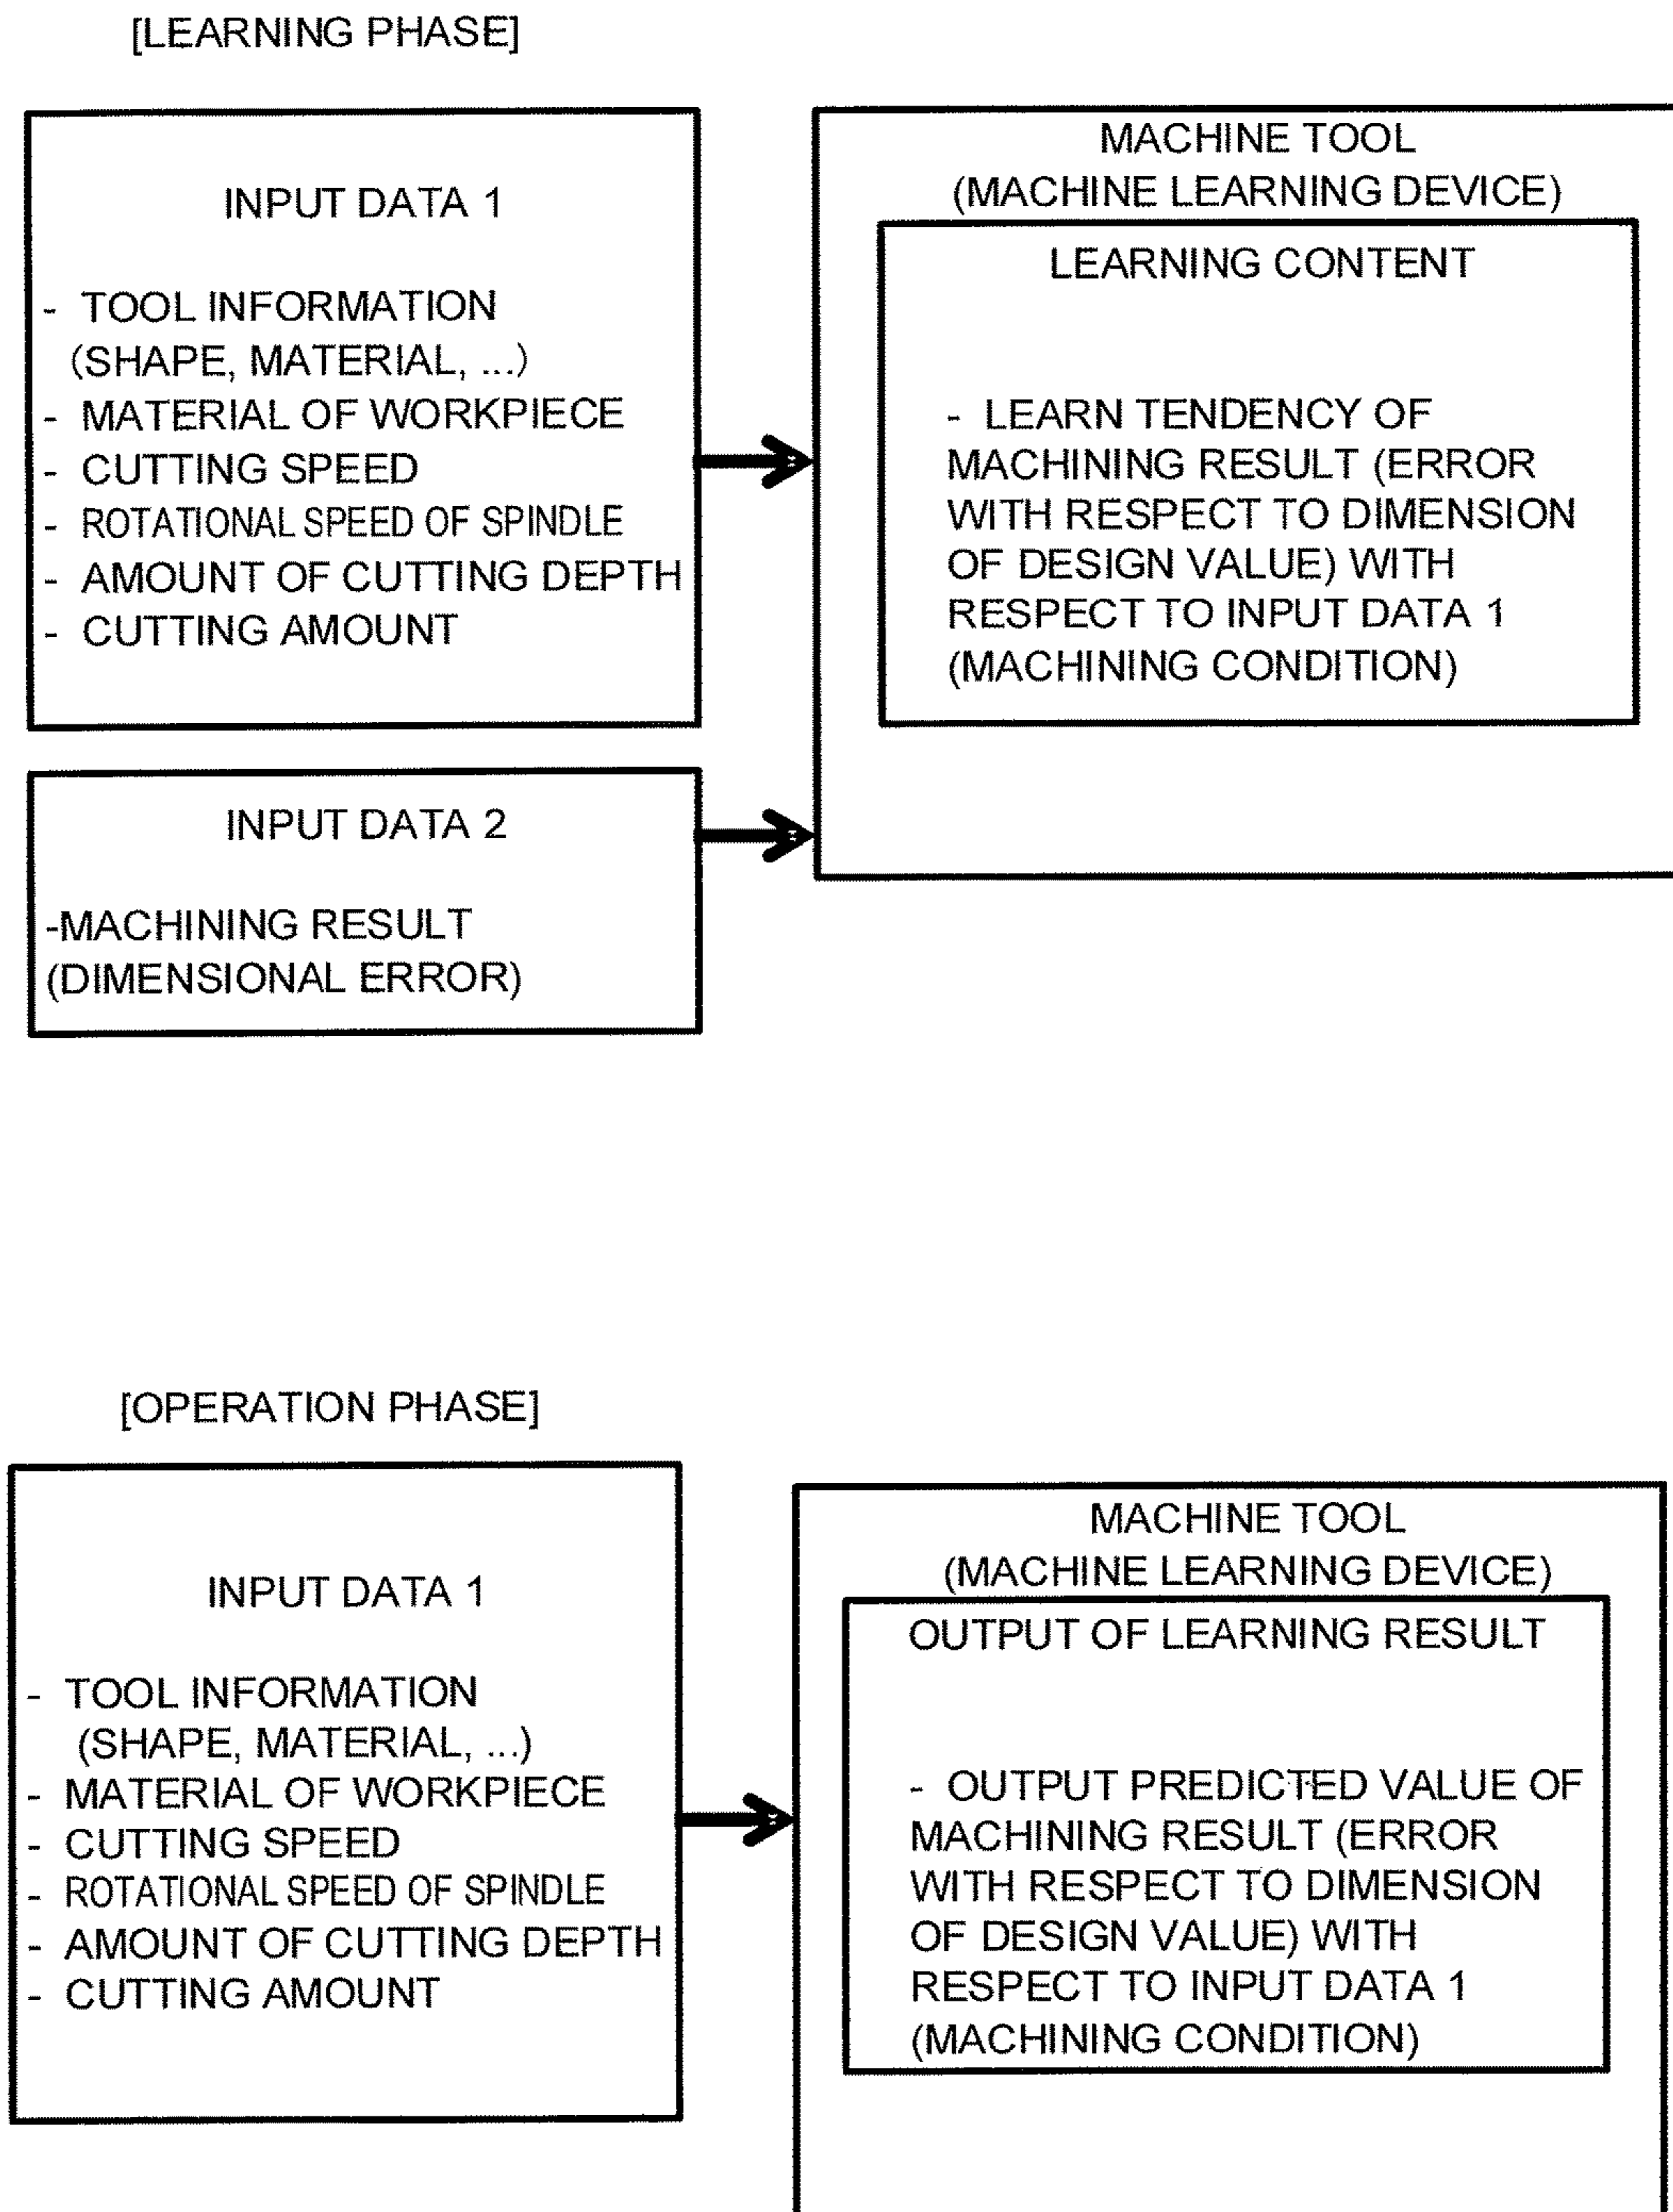 [LEARNING PHASE]
INPUT DATA 1
- TOOL INFORMATION
(SHAPE, MATERIAL, ...)
- MATERIAL OF WORKPIECE
- CUTTING SPEED
- ROTATIONAL SPEED OF SPINDLE
- AMOUNT OF CUTTING DEPTH
- CUTTING AMOUNT
MACHINE TOOL
(MACHINE LEARNING DEVICE)
LEARNING CONTENT
- LEARN TENDENCY OF
MACHINING RESULT (ERROR
WITH RESPECT TO DIMENSION
OF DESIGN VALUE) WITH
RESPECT TO INPUT DATA 1
(MACHINING CONDITION)
INPUT DATA 2
-MACHINING RESULT
(DIMENSIONAL ERROR)
[OPERATION PHASE]
INPUT DATA 1
- TOOL INFORMATION
(SHAPE, MATERIAL, ...)
- MATERIAL OF WORKPIECE
- CUTTING SPEED
- ROTATIONAL SPEED OF SPINDLE
- AMOUNT OF CUTTING DEPTH
- CUTTING AMOUNT
MACHINE TOOL
(MACHINE LEARNING DEVICE)
OUTPUT OF LEARNING RESULT
- OUTPUT PREDICTED VALUE OF
MACHINING RESULT (ERROR
WITH RESPECT TO DIMENSION
OF DESIGN VALUE) WITH
RESPECT TO INPUT DATA 1
(MACHINING CONDITION)